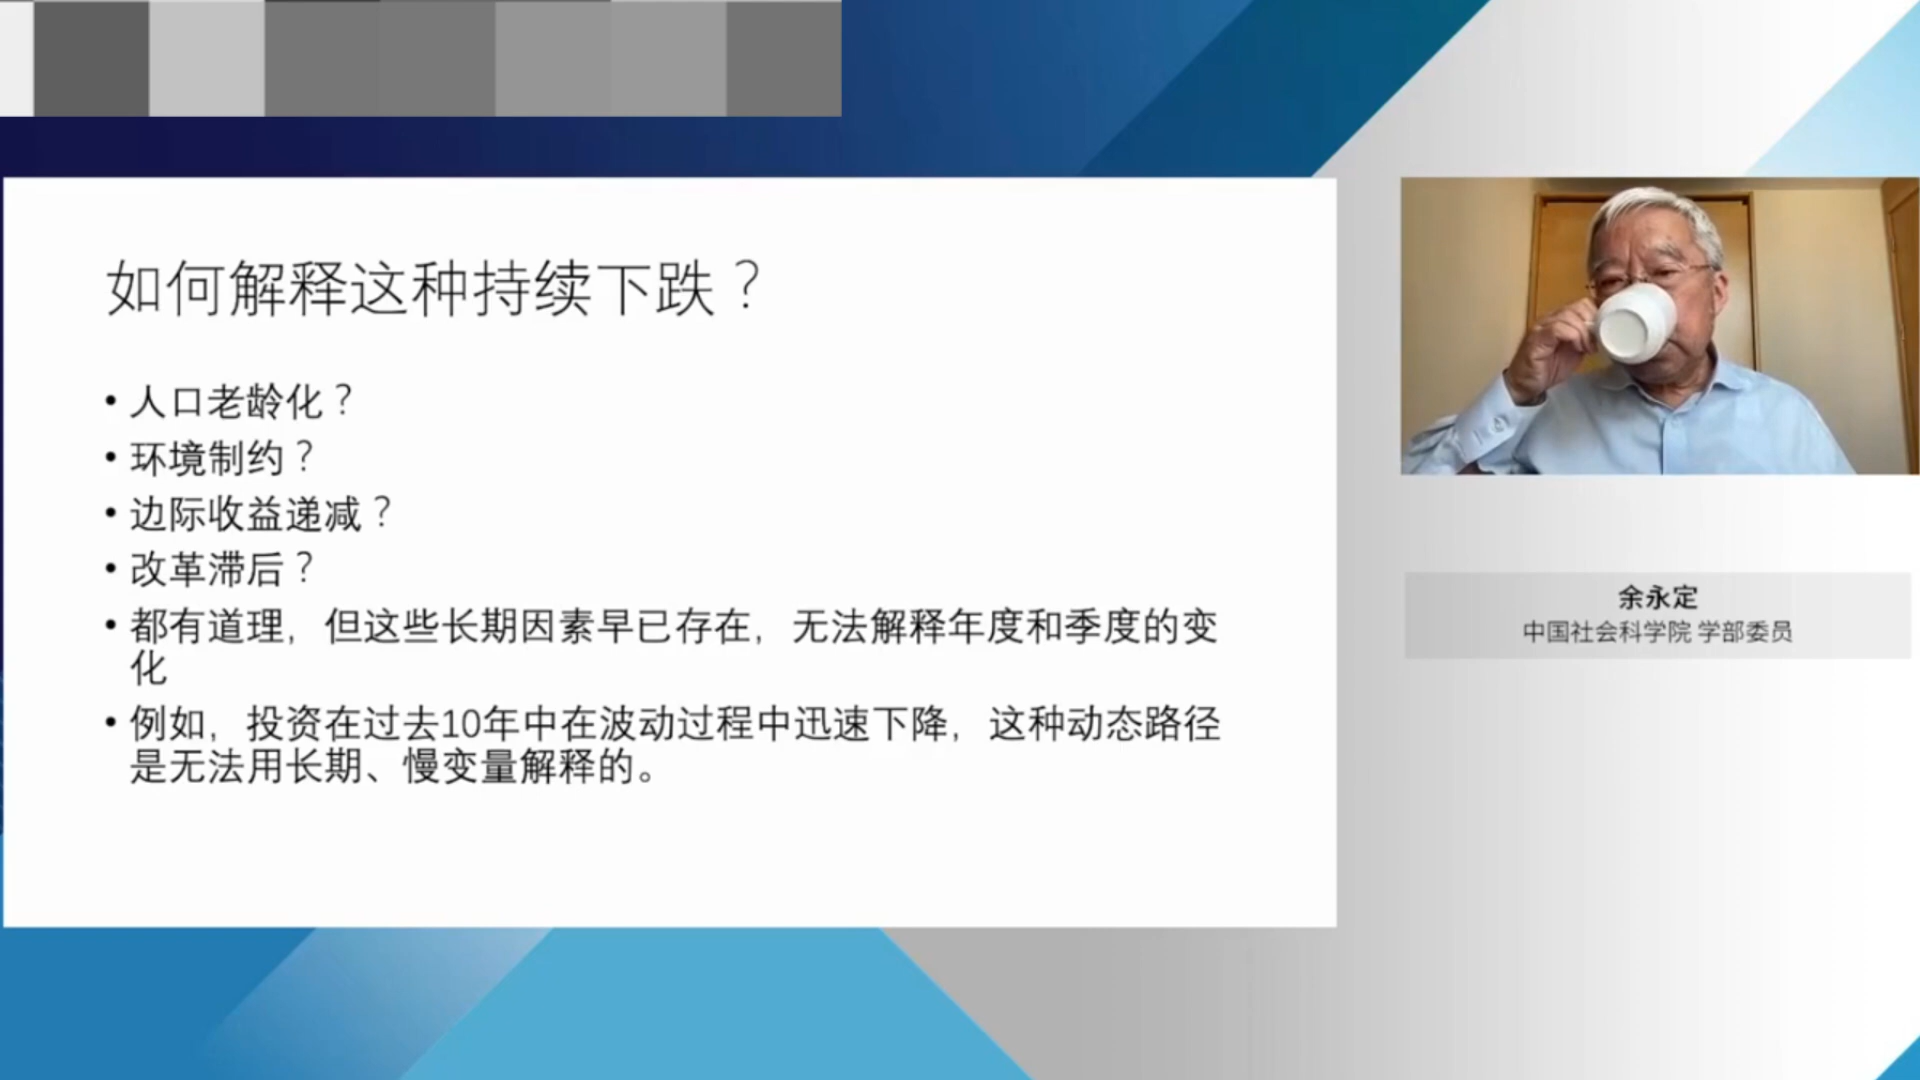 如何解释这种持续下跌？
• 人口老龄化？
• 环境制约？
• 边际收益递减？
• 改革滞后？
• 都有道理，但这些长期因素早已存在，无法解释年度和季度的变
化
• 例如，投资在过去10年中在波动过程中迅速下降，这种动态路径
是无法用长期、慢变量解释的。
余永定
中国社会科学院 学部委员